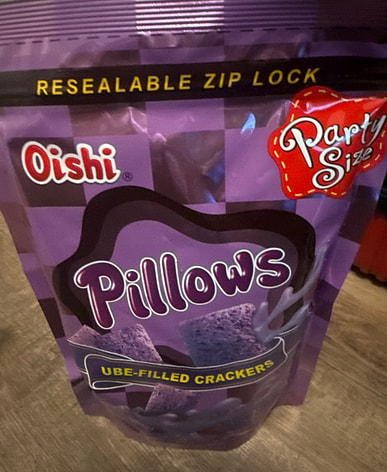 RESEALABLE ZIP LOCK
Party
Size
Oishi®
Pillows
UBE-FILLED CRACKERS